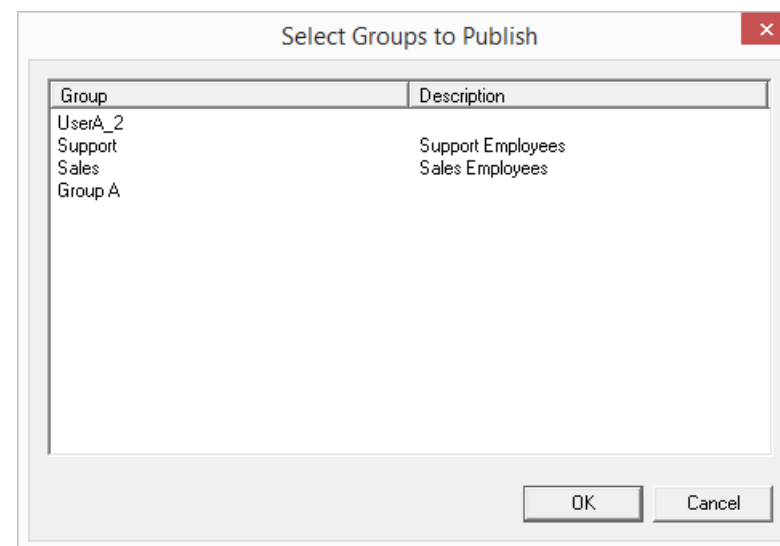 Select Groups to Publish
Group Description
UserA_2
Support Support Employees
Sales Sales Employees
Group A
OK Cancel